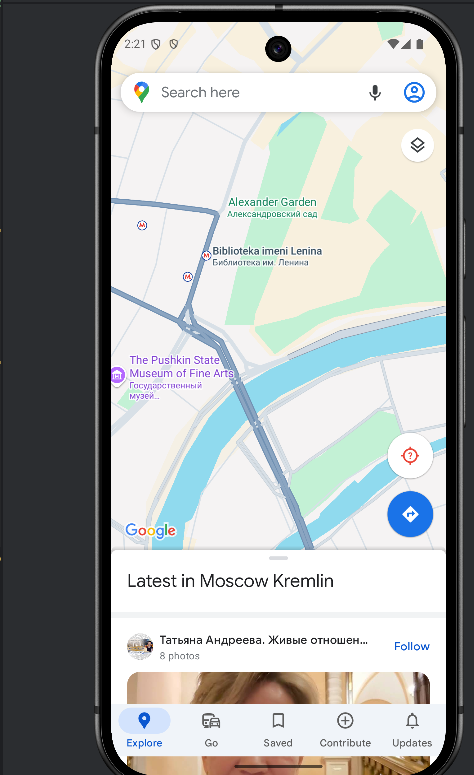 2:21
Search here
Alexander Garden
Александровский сад
M
Biblioteka imeni Lenina
Библиотека им. Ленина
M
M
The Pushkin State
Museum of Fine Arts
Государственный
музей...
?
Google
Latest in Moscow Kremlin
Татьяна Андреева. Живые отношен...
8 photos
Follow
Explore
Go
Saved
Contribute
Updates